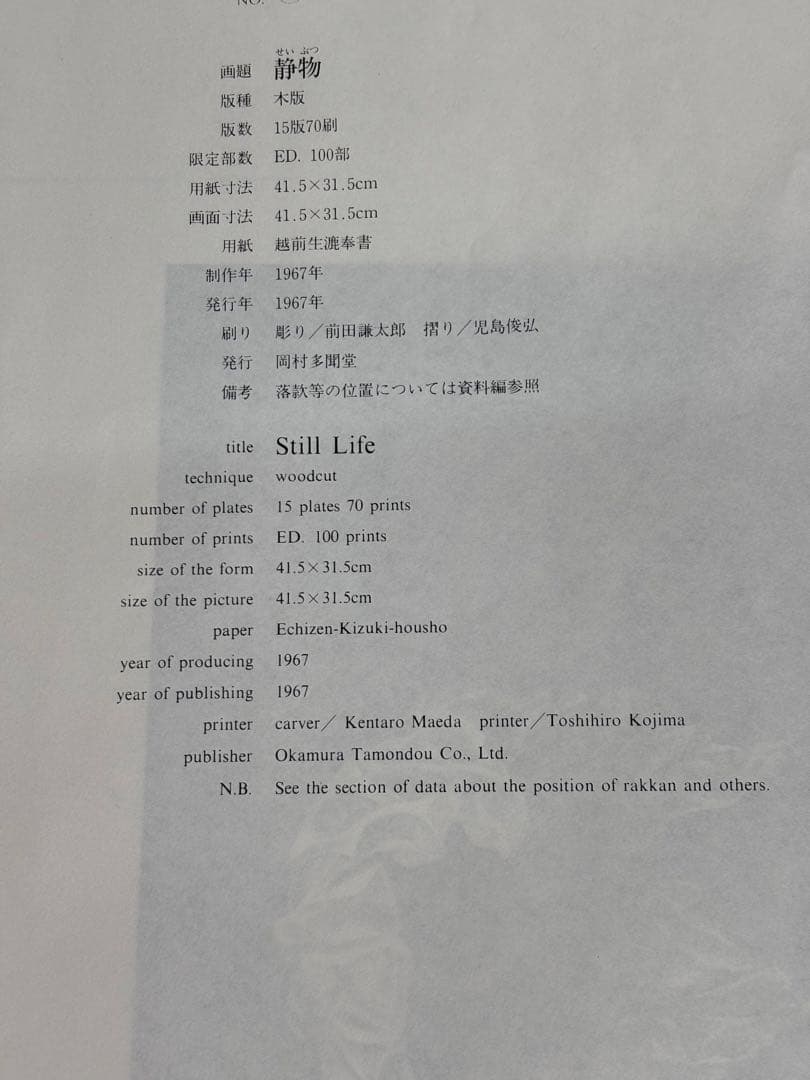 NO.
せい ぶつ
画題 静物
版種 木版
版数 15版70刷
限定部数 ED. 100部
用紙寸法 41.5×31.5cm
画面寸法 41.5×31.5cm
用紙 越前生漉奉書
制作年 1967年
発行年 1967年
刷り 彫り／前田謙太郎 摺り／児島俊弘
発行 岡村多聞堂
備考 落款等の位置については資料編参照
title Still Life
technique woodcut
number of plates 15 plates 70 prints
number of prints ED. 100 prints
size of the form 41.5×31.5cm
size of the picture 41.5×31.5cm
paper Echizen-Kizuki-housho
year of producing 1967
year of publishing 1967
printer carver／ Kentaro Maeda printer／Toshihiro Kojima
publisher Okamura Tamondou Co., Ltd.
N.B. See the section of data about the position of rakkan and others.